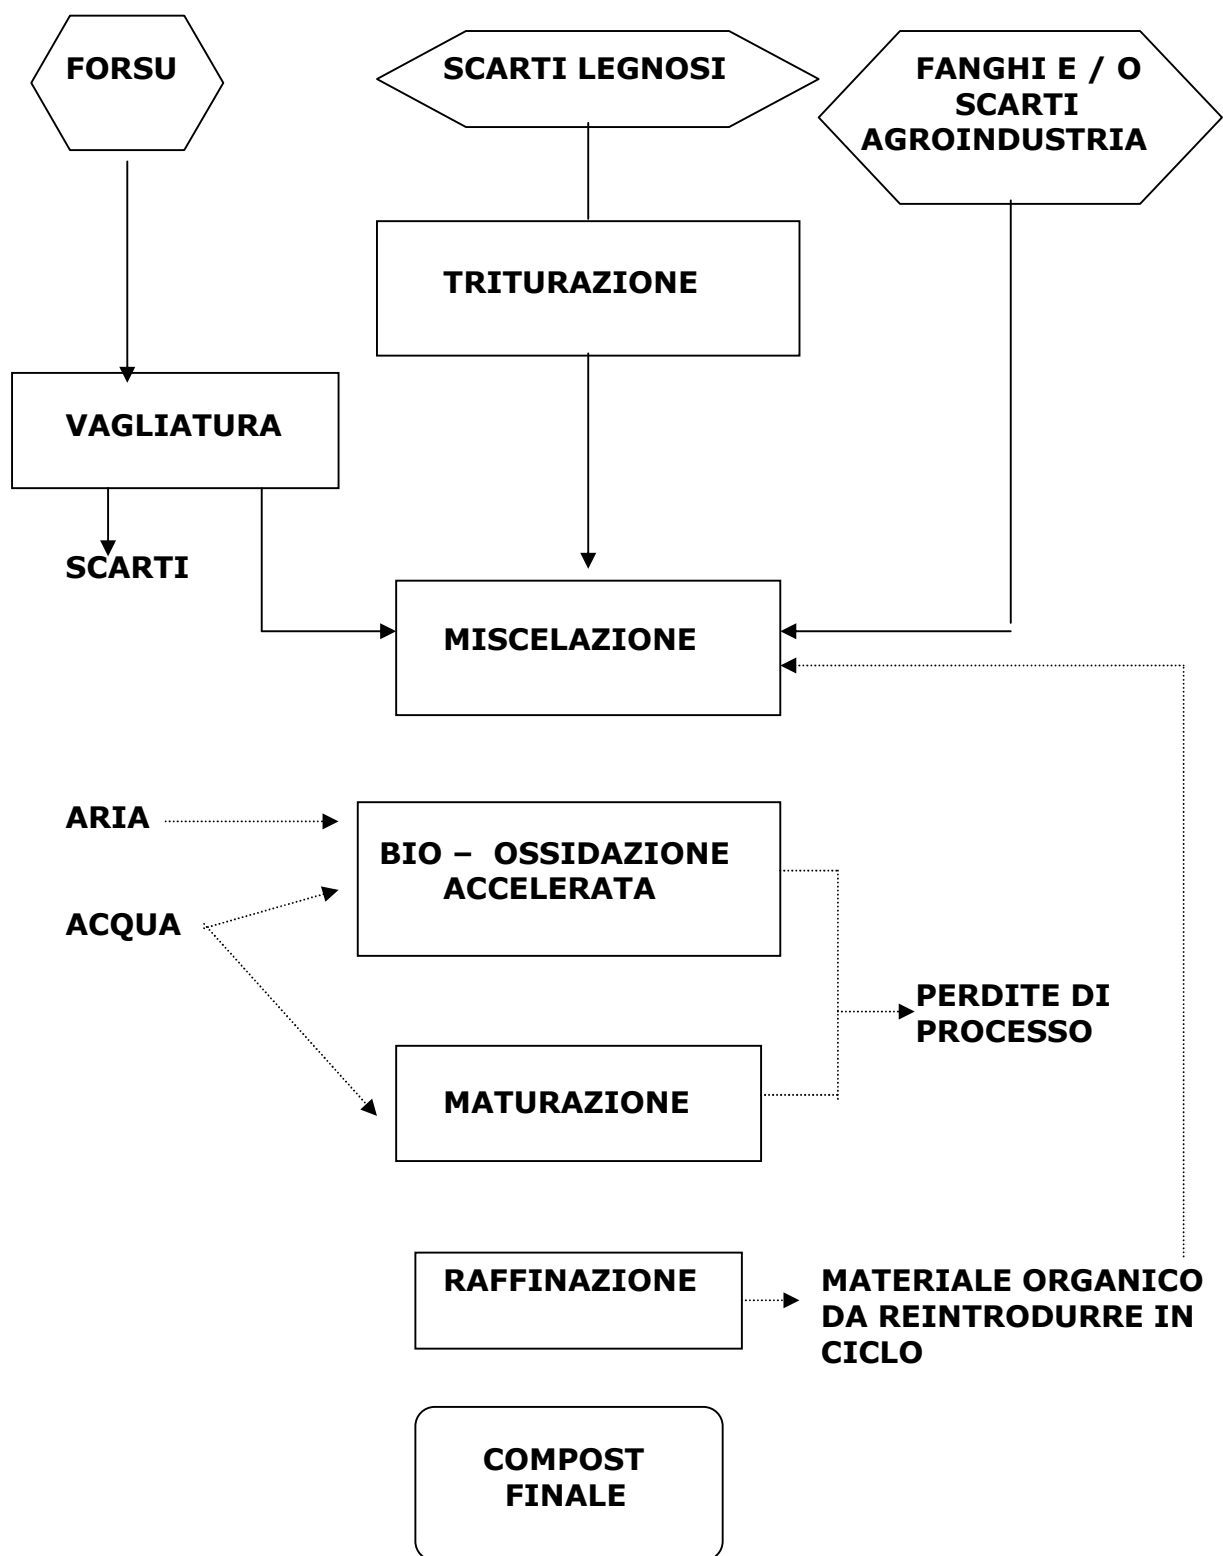 FORSU
SCARTI LEGNOSI
FANGHI E / O
SCARTI
AGROINDUSTRIA
TRITURAZIONE
VAGLIATURA
SCARTI
MISCELAZIONE
ARIA
BIO – OSSIDAZIONE
ACCELERATA
ACQUA
PERDITE DI
PROCESSO
MATURAZIONE
RAFFINAZIONE
MATERIALE ORGANICO
DA REINTRODURRE IN
CICLO
COMPOST
FINALE